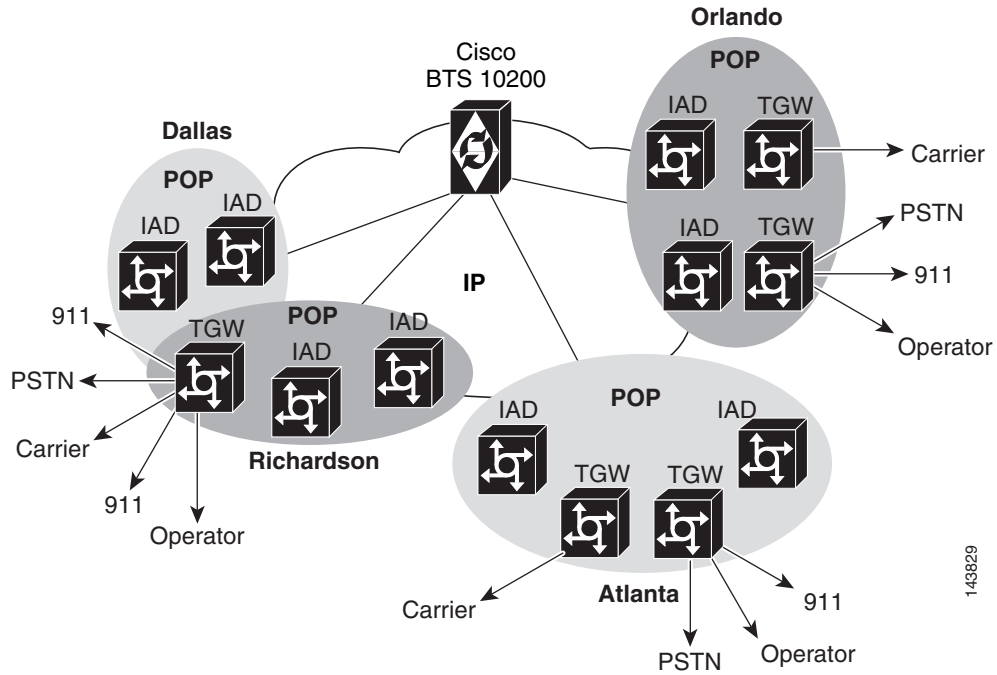 Orlando
POP
IAD TGW
Carrier
PSTN
IAD TGW
911
Operator
Cisco
BTS 10200
Dallas
POP
IAD IAD
IP
911
TGW POP IAD
IAD
PSTN
Carrier
Richardson
911
Operator
POP
IAD IAD
TGW TGW
Atlanta
Carrier
911
Operator
PSTN
143829